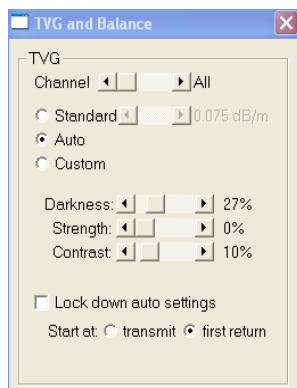 TVG and Balance
TVG
Channel All
Standard 0.075 dB/m
Auto
Custom
Darkness: 27%
Strength: 0%
Contrast: 10%
Lock down auto settings
Start at: transmit first return